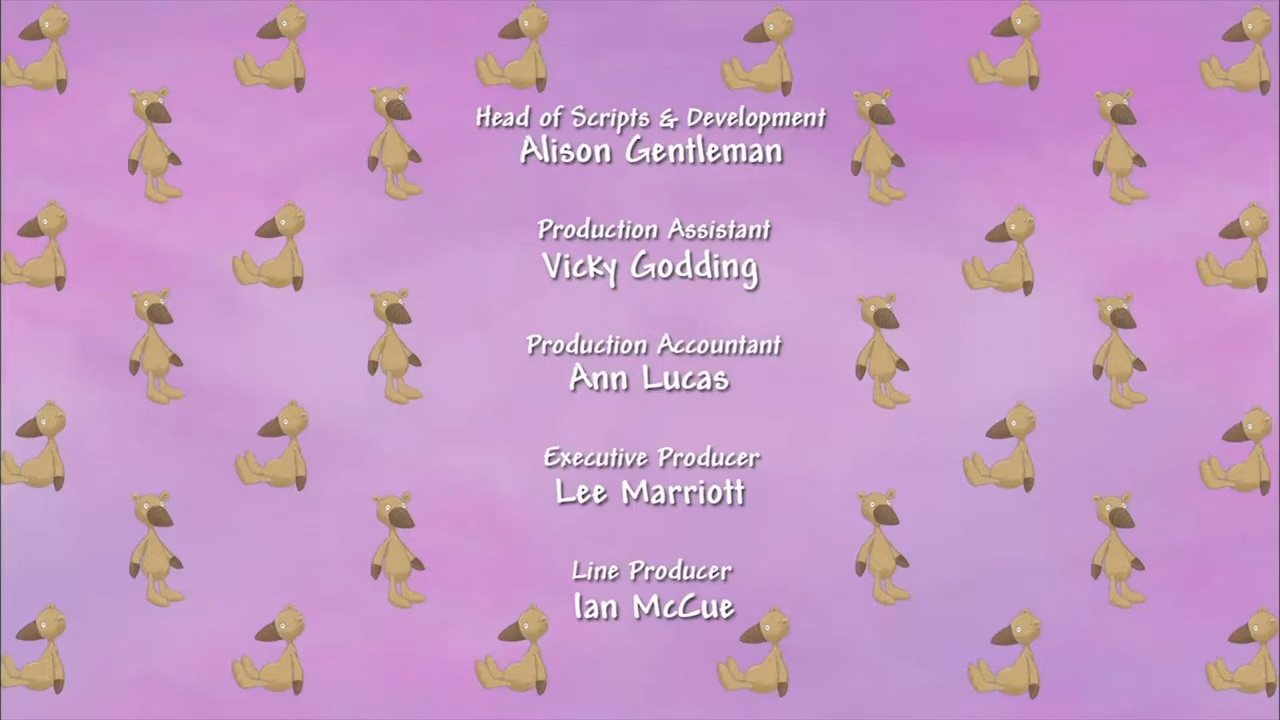 Head of Scripts & Development
Alison Gentleman
Production Assistant
Vicky Godding
Production Accountant
Ann Lucas
Executive Producer
Lee Marriott
Line Producer
Ian McCue